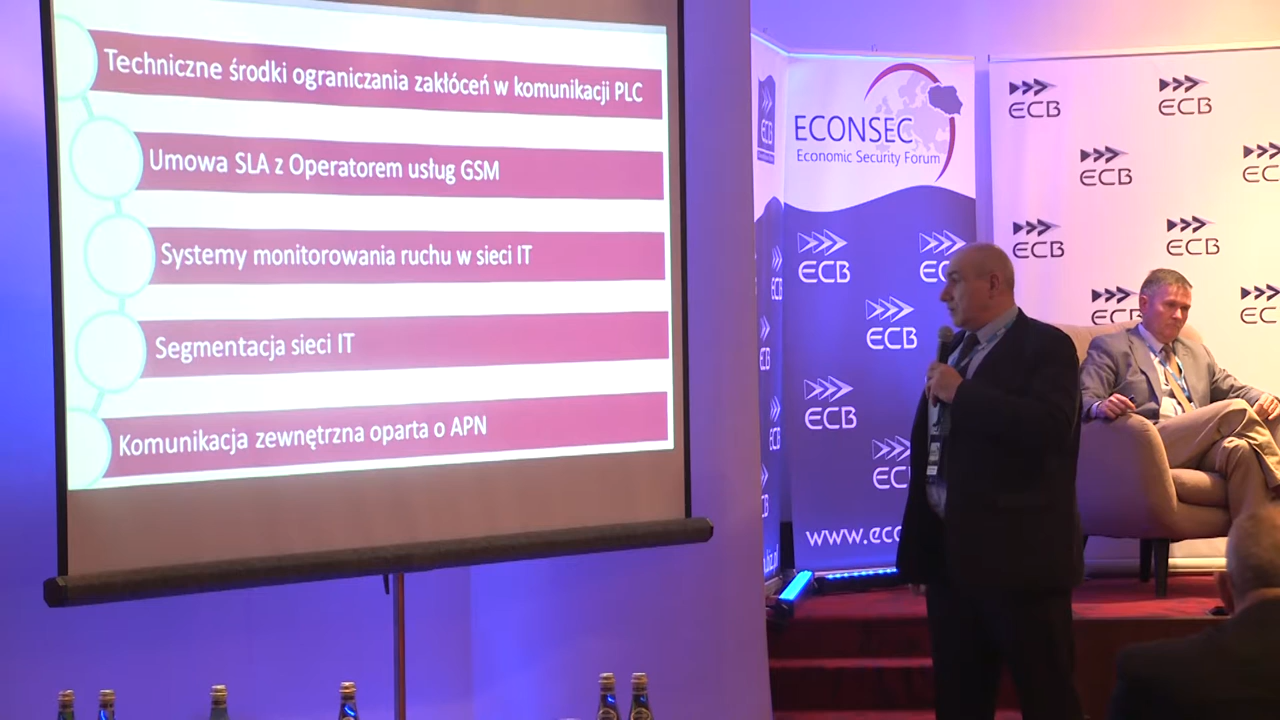 Techniczne środki ograniczania zakłóceń w komunikacji PLC
Umowa SLA z Operatorem usług GSM
Systemy monitorowania ruchu w sieci IT
Segmentacja sieci IT
Komunikacja zewnętrzna oparta o APN
ECONSEC
Economic Security Forum
ECB
ECB
ECB
ECB
ECB
ECB
ECB
ECB
ECB
ECB
www.eco